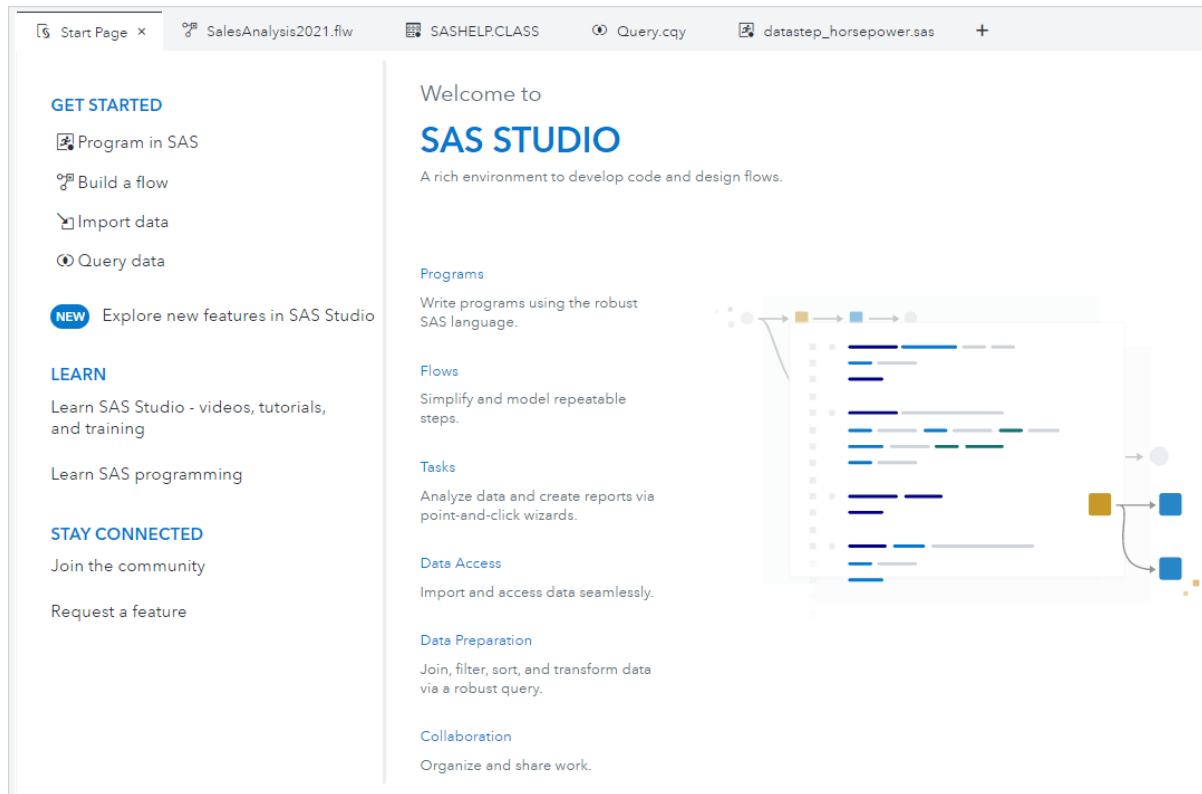 Start Page ×
SalesAnalysis2021.flw
SASHELP.CLASS
Query.cqy
datastep_horsepower.sas
+
GET STARTED
Program in SAS
Build a flow
Import data
Query data
NEW Explore new features in SAS Studio
LEARN
Learn SAS Studio - videos, tutorials,
and training
Learn SAS programming
STAY CONNECTED
Join the community
Request a feature
Welcome to
SAS STUDIO
A rich environment to develop code and design flows.
Programs
Write programs using the robust
SAS language.
Flows
Simplify and model repeatable
steps.
Tasks
Analyze data and create reports via
point-and-click wizards.
Data Access
Import and access data seamlessly.
Data Preparation
Join, filter, sort, and transform data
via a robust query.
Collaboration
Organize and share work.